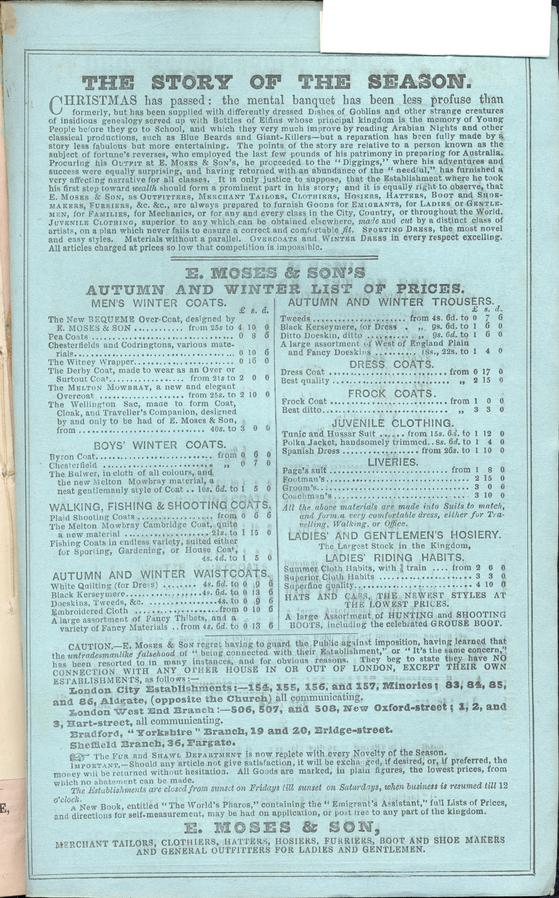 THE STORY OF THE SEASON.
CHRISTMAS has passed: the mental banquet has been less profuse than
formerly, but has been supplied with differently dressed Dishes of Goblins and other strange creatures
of insidious genealogy served up with Bottles of Elfins whose principal kingdom is the memory of Young
People before they go to School, and which they very much improve by reading Arabian Nights and other
classical productions, such as Blue Beards and Giant-Killers—but a reparation has been fully made by a
story less fabulous but more entertaining. The points of the story are relative to a person known as the
subject of fortune's reverses, who employed the last few pounds of his patrimony in preparing for Australia.
Procuring his OUTFIT at E. MOSES & SON'S, he proceeded to the "Diggings," where his adventures and
success were equally surprising, and having returned with an abundance of the "needful," has furnished a
very affecting narrative for all classes. It is only justice to suppose, that the Establishment where he took
his first step toward wealth should form a prominent part in his story; and it is equally right to observe, that
E. MOSES & SON, as OUTFITTERS, MERCHANT TAILORS, CLOTHIERS, HOSIERS, HATTERS, BOOT AND SHOE-
MAKERS, FURRIERS, &c. &c., are always prepared to furnish GOODS for EMIGRANTS, for LADIES or GENTLE-
MEN, for FAMILIES, for Mechanics, or for any and every class in the City, Country, or throughout the World.
JUVENILE CLOTHING, superior to any which can be obtained elsewhere, made and cut by a distinct class of
artists, on a plan which never fails to ensure a correct and comfortable fit. SPORTING DRESS, the most novel
and easy styles. Materials without a parallel. OVERCOATS and WINTER DRESS in every respect excelling.
All articles charged at prices so low that competition is impossible.
E. MOSES & SON'S
AUTUMN AND WINTER LIST OF PRICES.
MEN'S WINTER COATS.
£ s. d.
The New BEQUEME Over-Coat, designed by
E. MOSES & SON ............ from 25s to 4 10 0
Pea Coats ........................ 0 8 6
Chesterfields and Codringtons, various mate-
rials........................ 0 10 6
The Witney Wrapper.................. 0 16 0
The Derby Coat, made to wear as an Over or
Surtout Coat.............. from 21s to 2 0 0
The MELTON MOWBRAY, a new and elegant
Overcoat ................ from 25s. to 2 10 0
The Wellington Sac, made to form Coat,
Cloak, and Traveller's Companion, designed
by and only to be had of E. Moses & Son,
from .................... 40s. to 3 0 0
BOYS' WINTER COATS.
Byron Coat.................. from 0 6 0
Chesterfield .................. „ 0 7 0
The Bulwer, in cloth of all colours, and
the new Melton Mowbray material, a
neat gentlemanly style of Coat .. 10s. 6d. to 1 5 0
WALKING, FISHING & SHOOTING COATS.
Plaid Shooting Coats............ from 0 6 6
The Melton Mowbray Cambridge Coat, quite
a new material ............ 21s. to 1 15 0
Fishing Coats in endless variety, suited either
for Sporting, Gardening, or House Coat,
4s. 4d. to 1 5 0
AUTUMN AND WINTER WAISTCOATS.
White Quilting (for Dress) .... 4s. 6d. to 0 9 6
Black Kerseymere............ 4s. 6d. to 0 13 6
Doeskins, Tweeds, &c. ........ 4s. to 0 9 6
Embroidered Cloth ............ from 0 10 6
A large assortment of Fancy Thibets, and a
variety of Fancy Materials .. from 4s. 6d. to 0 13 6
AUTUMN AND WINTER TROUSERS.
£ s. d.
Tweeds.................. from 4s. 6d. to 0 7 6
Black Kerseymere, for Dress . „ 9s. 6d. to 1 6 0
Ditto Doeskin, ditto ........ „ 9s. 6d. to 1 6 0
A large assortment of West of England Plain
and Fancy Doeskins ........ 18s., 22s. to 1 4 0
DRESS COATS.
Dress Coat ................ from 0 17 0
Best quality .................. „ 2 15 0
FROCK COATS.
Frock Coat.................. from 1 0 0
Best ditto.................... „ 3 3 0
JUVENILE CLOTHING.
Tunic and Hussar Suit ...... from 15s. 6d. to 1 12 0
Polka Jacket, handsomely trimmed.. 8s. 6d. to 1 4 0
Spanish Dress ............ from 26s. to 1 10 0
LIVERIES.
Page's suit .................. from 1 8 0
Footman's.................... 2 15 0
Groom's...................... 3 0 0
Coachman's .................. 3 10 0
All the above materials are made into Suits to match,
and form a very comfortable dress, either for Tra-
velling, Walking, or Office.
LADIES' AND GENTLEMEN'S HOSIERY.
The Largest Stock in the Kingdom,
LADIES' RIDING HABITS.
Summer Cloth Habits, with train .... from 2 6 0
Superior Cloth Habits .............. 3 3 0
Superfine quality.................. 4 10 0
HATS AND CAPS, THE NEWEST STYLES AT
THE LOWEST PRICES.
A large Assortment of HUNTING and SHOOTING
BOOTS, including the celebrated GROUSE BOOT.
CAUTION.—E. MOSES & SON regret having to guard the Public against imposition, having learned that
the untradesmanlike falsehood of "being connected with their Establishment," or "It's the same concern,"
has been resorted to in many instances, and for obvious reasons. They beg to state they have NO
CONNECTION WITH ANY OTHER HOUSE IN OR OUT OF LONDON, EXCEPT THEIR OWN
ESTABLISHMENTS, as follows:—
London City Establishments:—154, 155, 156, and 157, Minories; 83, 84, 85,
and 86, Aldgate, (opposite the Church) all communicating,
London West End Branch:—506, 507, and 508, New Oxford-street; 1, 2, and
3, Hart-street, all communicating.
Bradford, "Yorkshire" Branch, 19 and 20, Bridge-street.
Sheffield Branch, 36, Fargate.
☞ The FUR and SHAWL DEPARTMENT is now replete with every Novelty of the Season.
IMPORTANT.—Should any article not give satisfaction, it will be exchanged, if desired, or, if preferred, the
money will be returned without hesitation. All Goods are marked, in plain figures, the lowest prices, from
which no abatement can be made.
The Establishments are closed from sunset on Fridays till sunset on Saturdays, when business is resumed till 12
o'clock.
A New Book, entitled "The World's Pharos," containing the "Emigrant's Assistant," full Lists of Prices,
and directions for self-measurement, may be had on application, or post free to any part of the kingdom.
E. MOSES & SON,
MERCHANT TAILORS, CLOTHIERS, HATTERS, HOSIERS, FURRIERS, BOOT AND SHOE MAKERS
AND GENERAL OUTFITTERS FOR LADIES AND GENTLEMEN.
E,